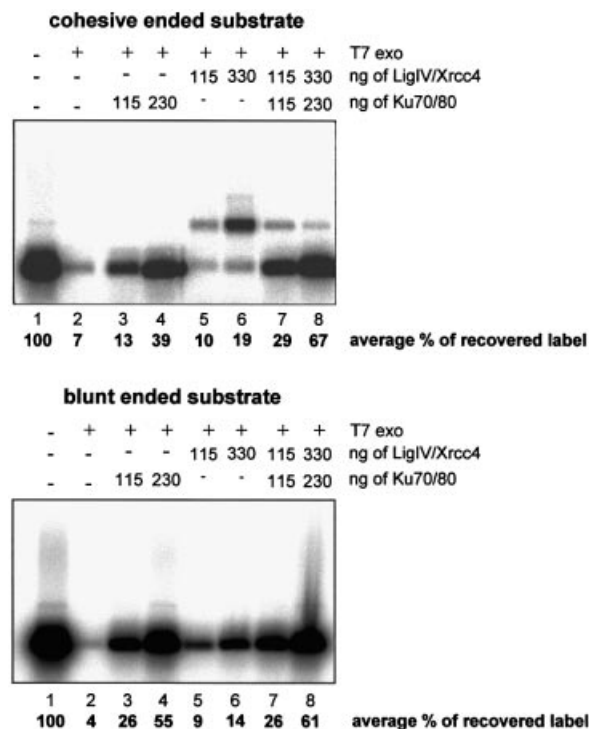 cohesive ended substrate
- + + + + + + + T7 exo
- - - - 115 330 115 330 ng of LigIV/Xrcc4
- - 115 230 - - 115 230 ng of Ku70/80
1 2 3 4 5 6 7 8
100 7 13 39 10 19 29 67 average % of recovered label
blunt ended substrate
- + + + + + + + T7 exo
- - - - 115 330 115 330 ng of LigIV/Xrcc4
- - 115 230 - - 115 230 ng of Ku70/80
1 2 3 4 5 6 7 8
100 4 26 55 9 14 26 61 average % of recovered label